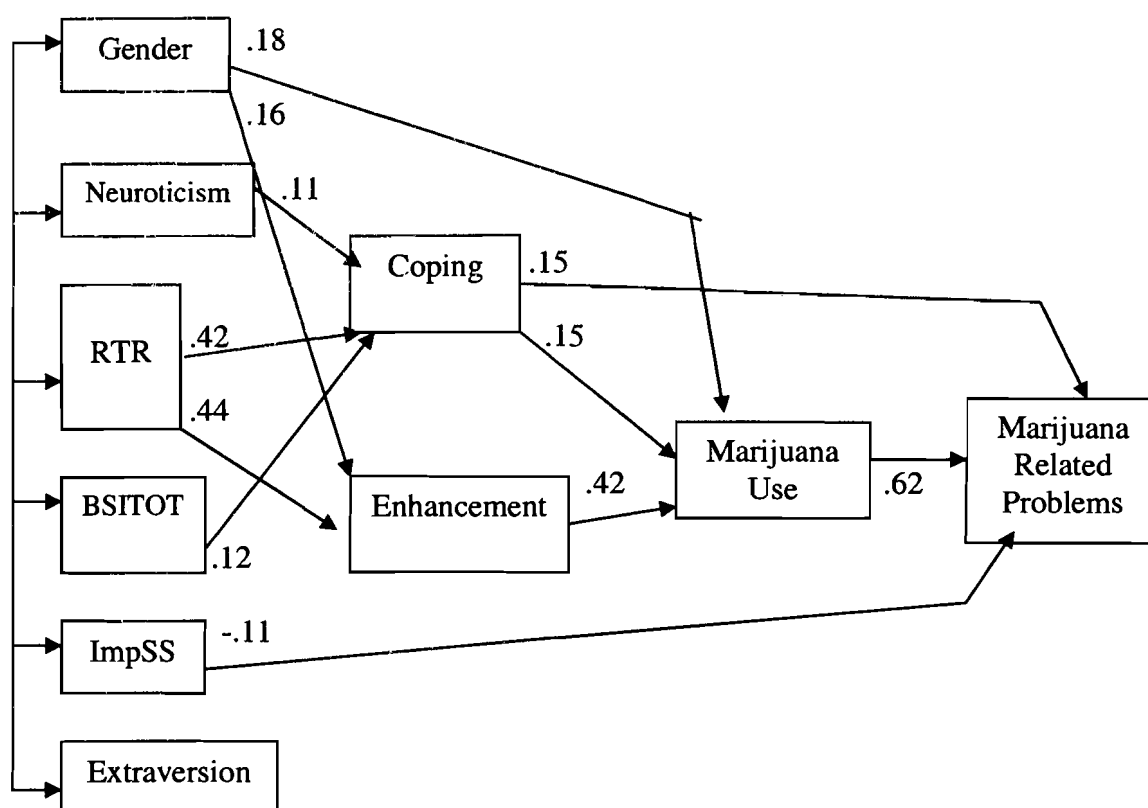 Gender
.18
.16
Neuroticism
.11
Coping
.15
RTR
.42
.15
.44
Marijuana
Use
Marijuana
Related
Problems
BSITOT
Enhancement
.42
.62
.12
ImpSS
-.11
Extraversion